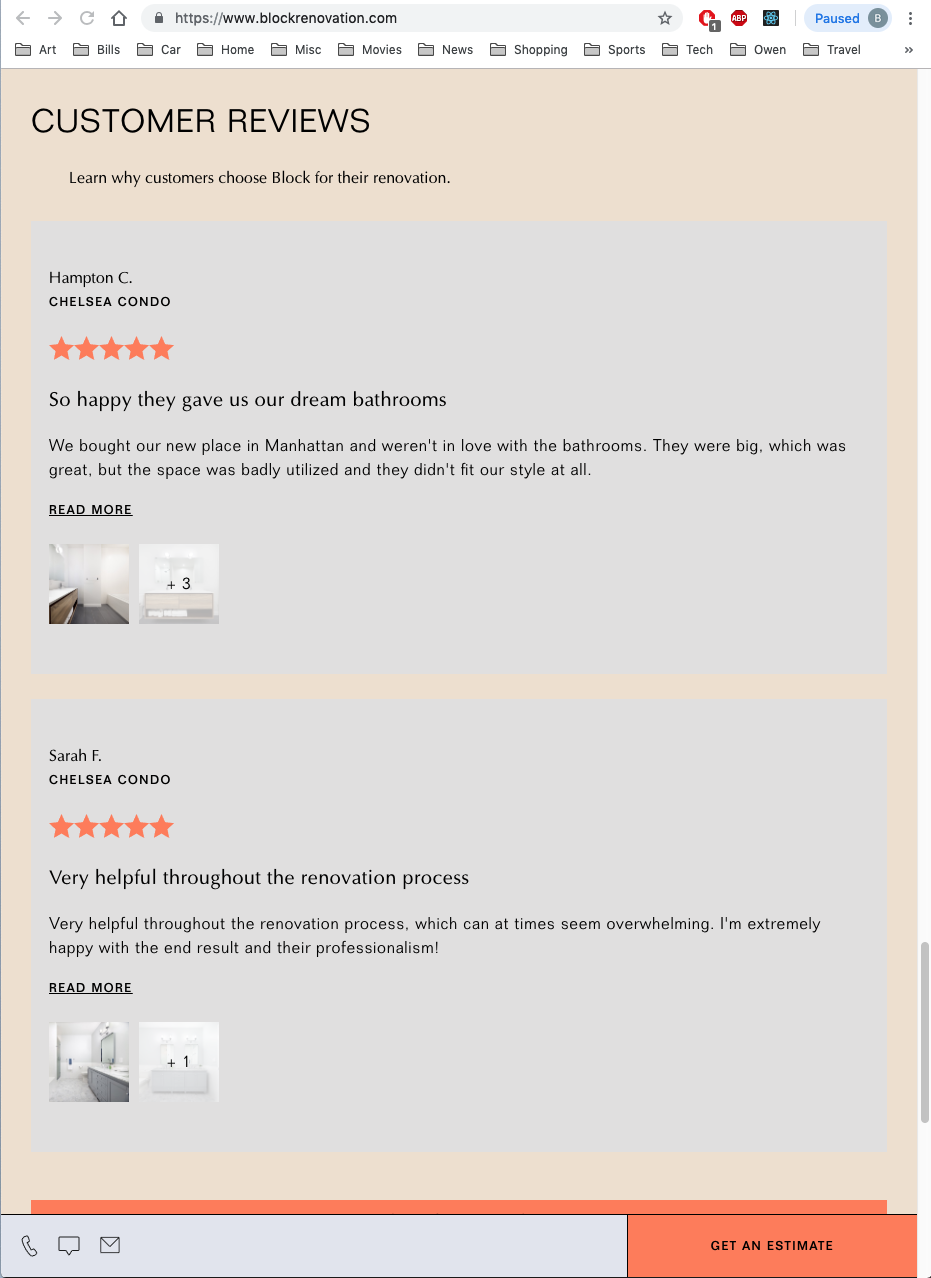 https://www.blockrenovation.com
1
ABP
Paused
B
Art
Bills
Car
Home
Misc
Movies
News
Shopping
Sports
Tech
Owen
Travel
»
CUSTOMER REVIEWS
Learn why customers choose Block for their renovation.
Hampton C.
CHELSEA CONDO
So happy they gave us our dream bathrooms
We bought our new place in Manhattan and weren't in love with the bathrooms. They were big, which was
great, but the space was badly utilized and they didn't fit our style at all.
READ MORE
+ 3
Sarah F.
CHELSEA CONDO
Very helpful throughout the renovation process
Very helpful throughout the renovation process, which can at times seem overwhelming. I'm extremely
happy with the end result and their professionalism!
READ MORE
+ 1
GET AN ESTIMATE